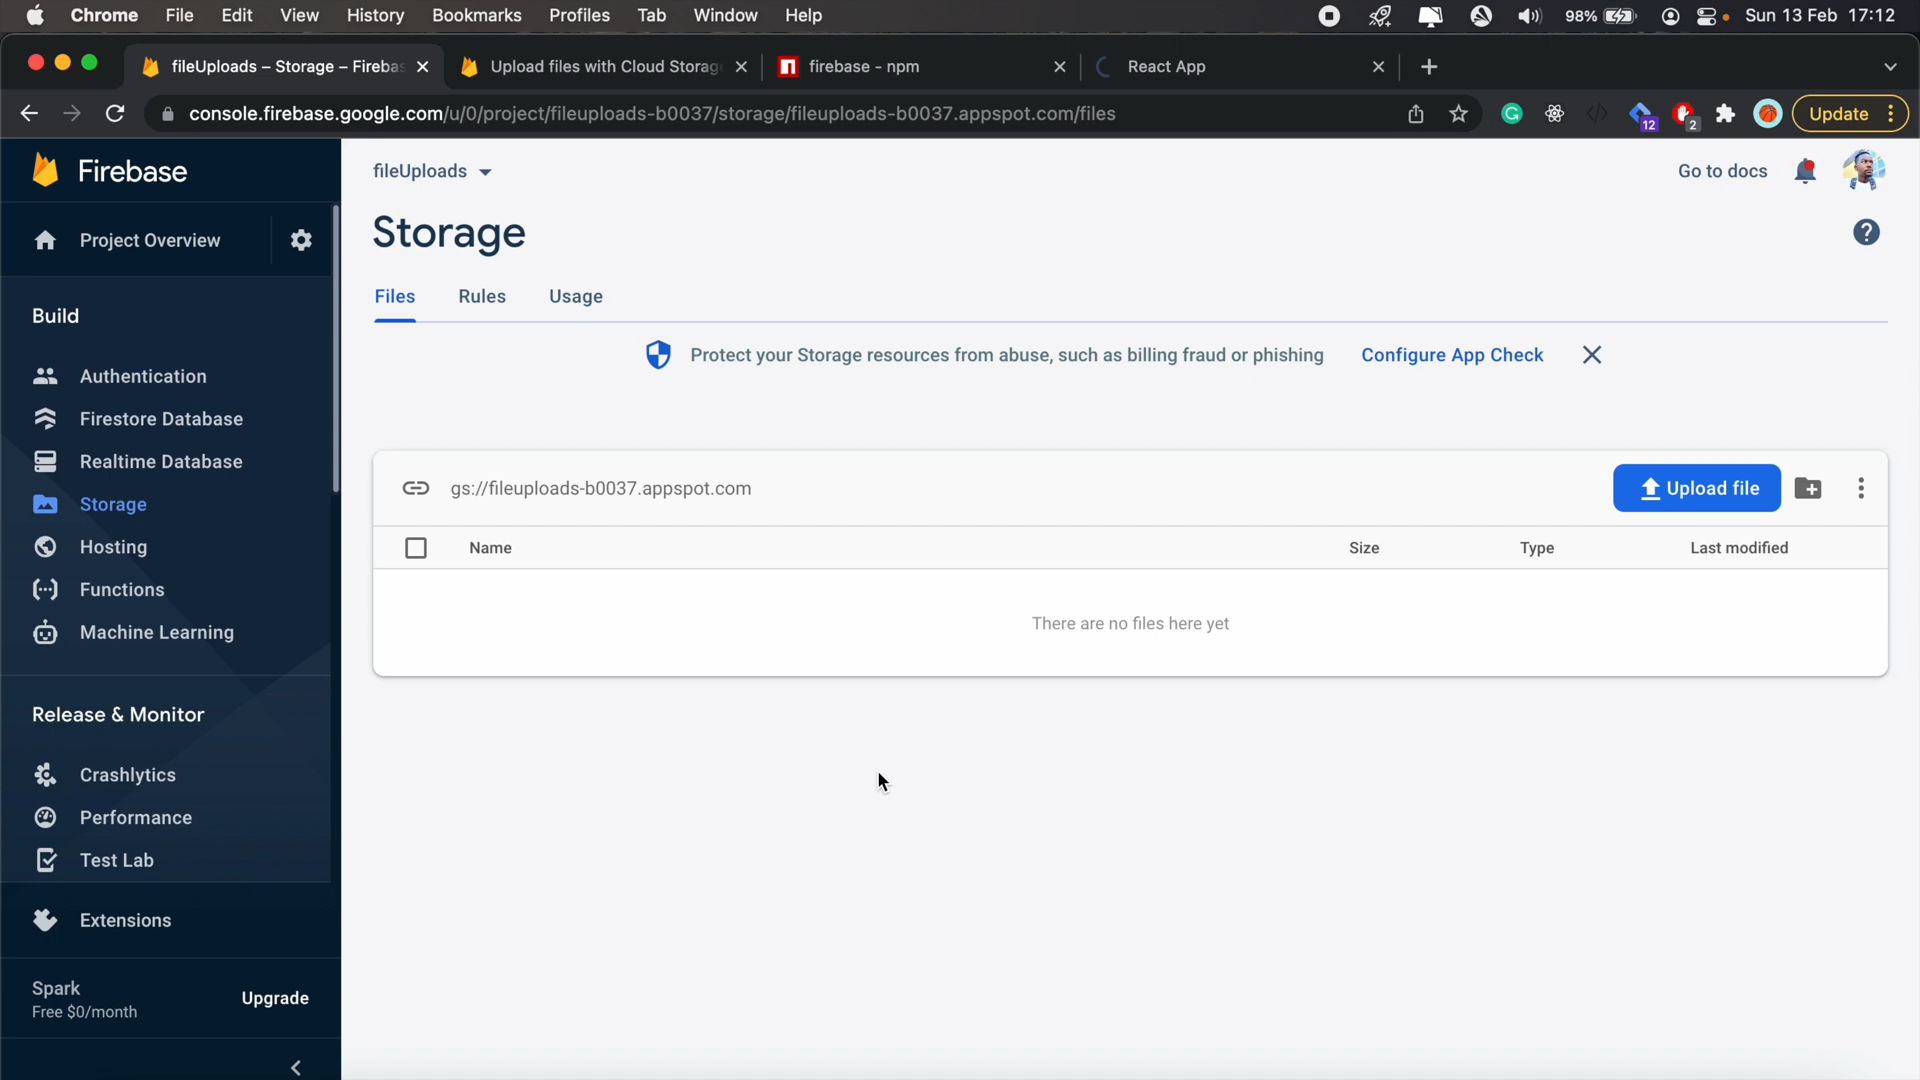 Chrome File Edit View History Bookmarks Profiles Tab Window Help 98% Sun 13 Feb 17:12
fileUploads – Storage – Fireba Upload files with Cloud Storag firebase - npm React App
console.firebase.google.com/u/0/project/fileuploads-b0037/storage/fileuploads-b0037.appspot.com/files 12 2 Update
Firebase
fileUploads
Go to docs
Project Overview
Storage
Files Rules Usage
Build
Protect your Storage resources from abuse, such as billing fraud or phishing Configure App Check
Authentication
Firestore Database
Realtime Database
Storage
Hosting
Functions
Machine Learning
gs://fileuploads-b0037.appspot.com
Upload file
Name Size Type Last modified
There are no files here yet
Release & Monitor
Crashlytics
Performance
Test Lab
Extensions
Spark
Free $0/month
Upgrade